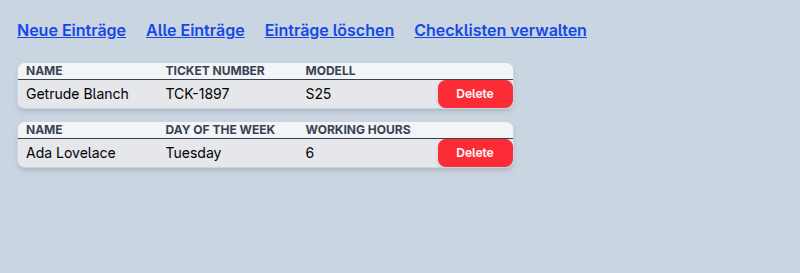 Neue Einträge Alle Einträge Einträge löschen Checklisten verwalten
NAME TICKET NUMBER MODELL
Getrude Blanch TCK-1897 S25 Delete
NAME DAY OF THE WEEK WORKING HOURS
Ada Lovelace Tuesday 6 Delete